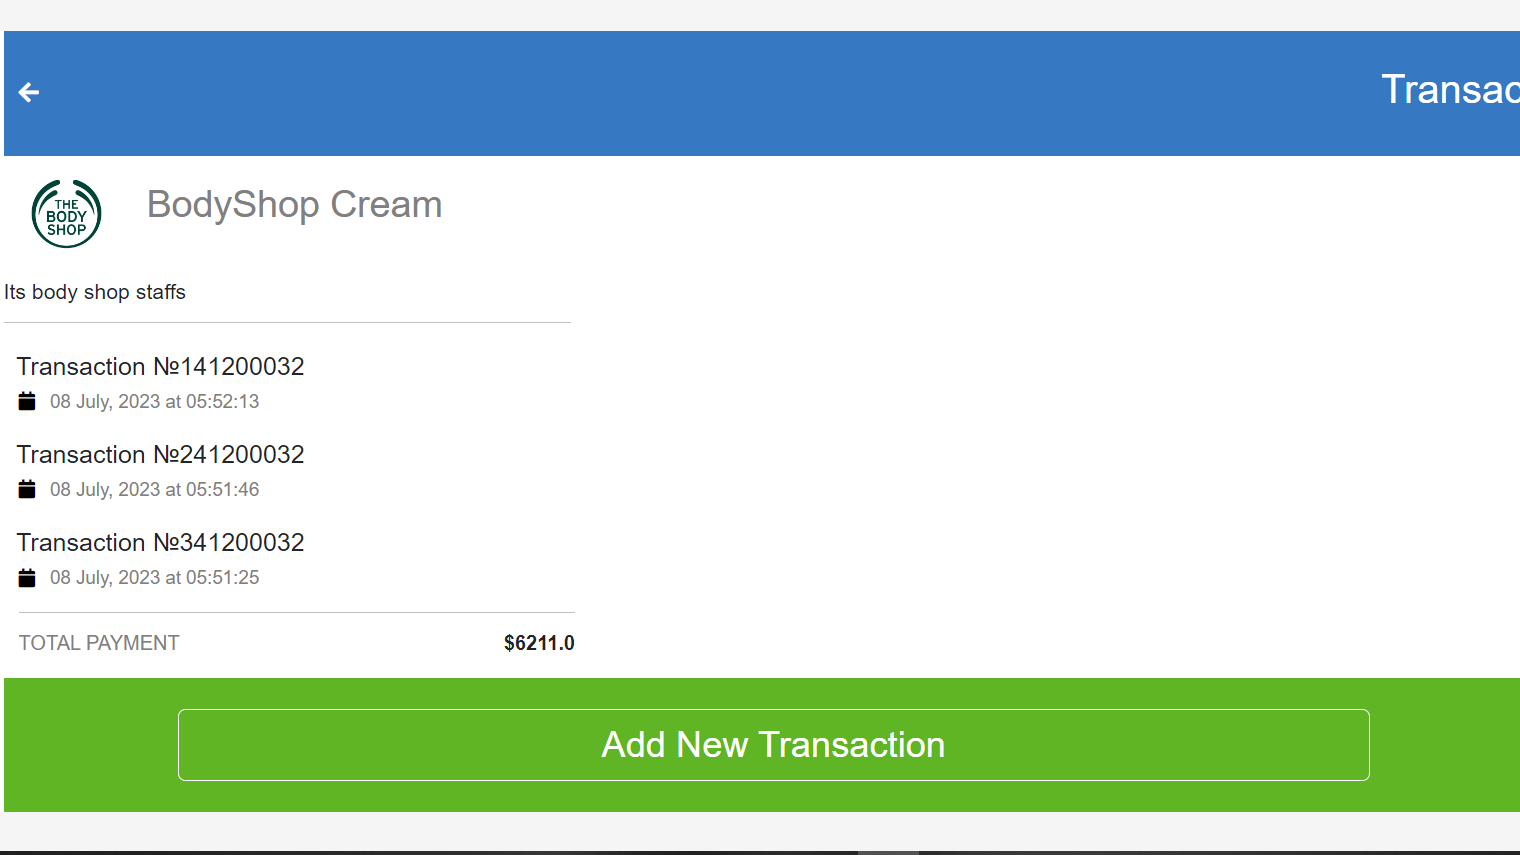 Transac
THE
BODY
SHOP
BodyShop Cream
Its body shop staffs
Transaction №141200032
08 July, 2023 at 05:52:13
Transaction №241200032
08 July, 2023 at 05:51:46
Transaction №341200032
08 July, 2023 at 05:51:25
TOTAL PAYMENT $6211.0
Add New Transaction